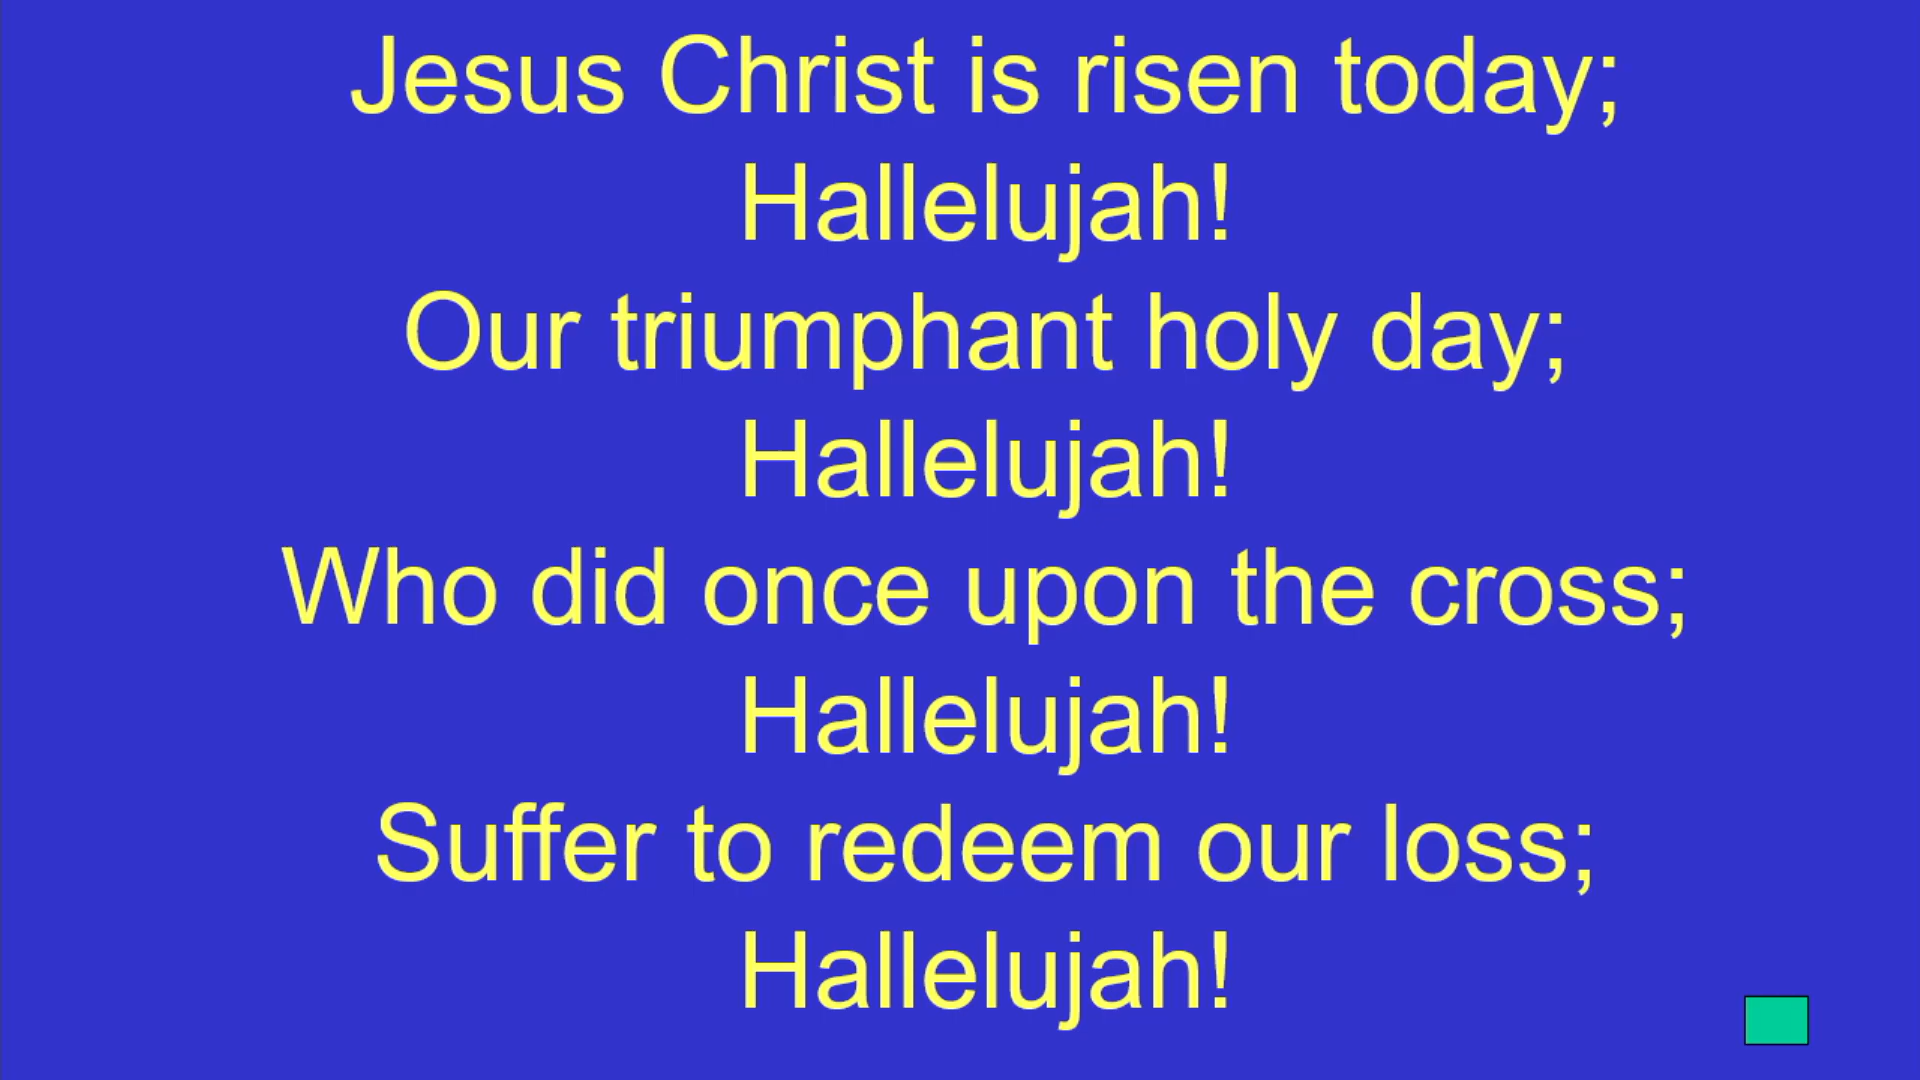 Jesus Christ is risen today;
Hallelujah!
Our triumphant holy day;
Hallelujah!
Who did once upon the cross;
Hallelujah!
Suffer to redeem our loss;
Hallelujah!